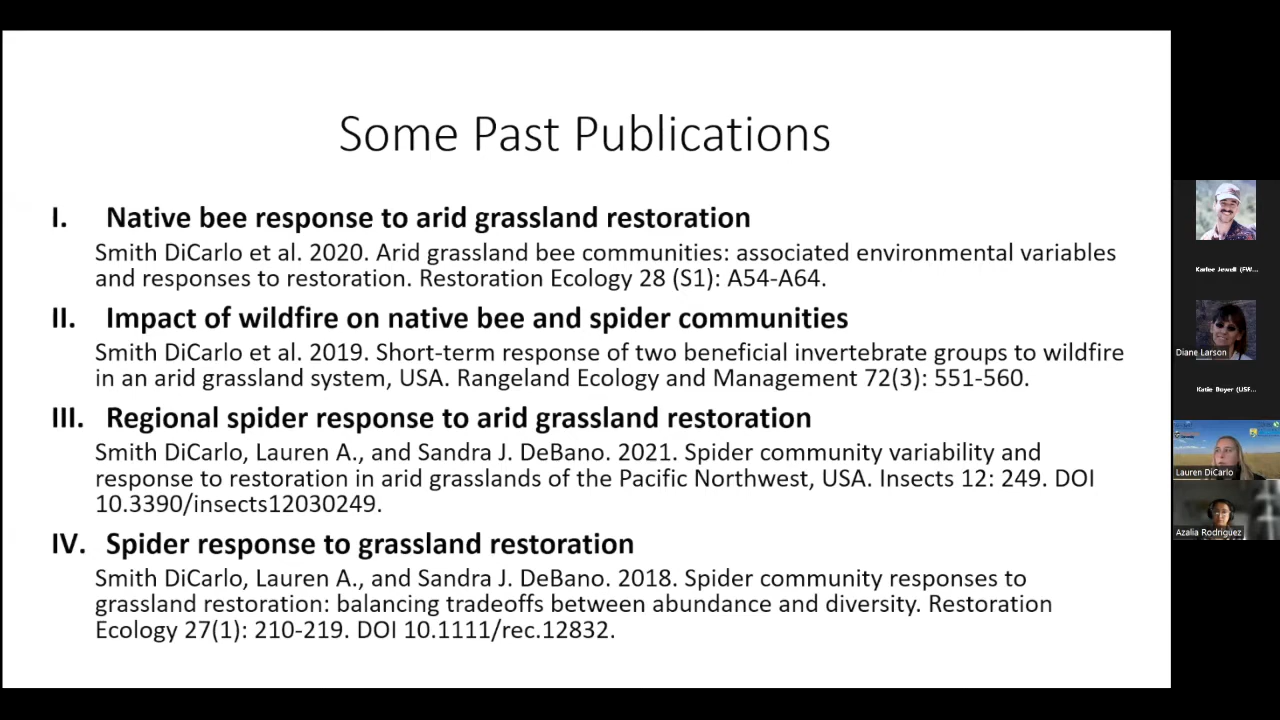 Some Past Publications
I. Native bee response to arid grassland restoration
Smith DiCarlo et al. 2020. Arid grassland bee communities: associated environmental variables
and responses to restoration. Restoration Ecology 28 (S1): A54-A64.
II. Impact of wildfire on native bee and spider communities
Smith DiCarlo et al. 2019. Short-term response of two beneficial invertebrate groups to wildfire
in an arid grassland system, USA. Rangeland Ecology and Management 72(3): 551-560.
III. Regional spider response to arid grassland restoration
Smith DiCarlo, Lauren A., and Sandra J. DeBano. 2021. Spider community variability and
response to restoration in arid grasslands of the Pacific Northwest, USA. Insects 12: 249. DOI
10.3390/insects12030249.
IV. Spider response to grassland restoration
Smith DiCarlo, Lauren A., and Sandra J. DeBano. 2018. Spider community responses to
grassland restoration: balancing tradeoffs between abundance and diversity. Restoration
Ecology 27(1): 210-219. DOI 10.1111/rec.12832.
Karlee Jewell (FW...
Diane Larson
Katie Boyer (USF...
Lauren DiCarlo
Azalia Rodriguez